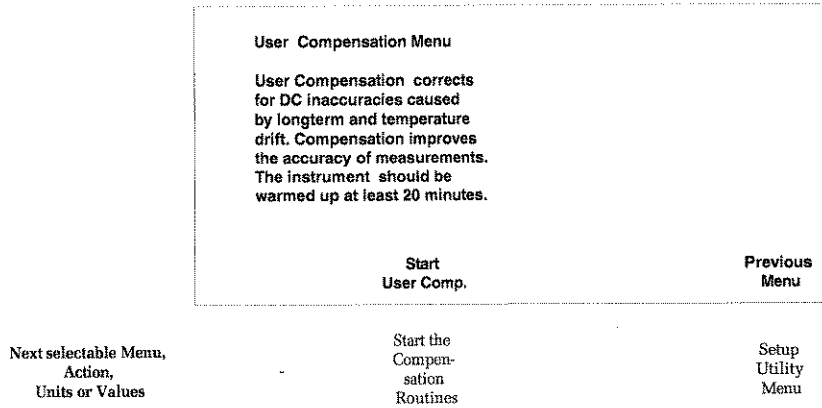 User Compensation Menu
User Compensation corrects
for DC inaccuracies caused
by longterm and temperature
drift. Compensation improves
the accuracy of measurements.
The instrument should be
warmed up at least 20 minutes.
Start
User Comp.
Previous
Menu
Next selectable Menu,
Action,
Units or Values
Start the
Compen-
sation
Routines
Setup
Utility
Menu